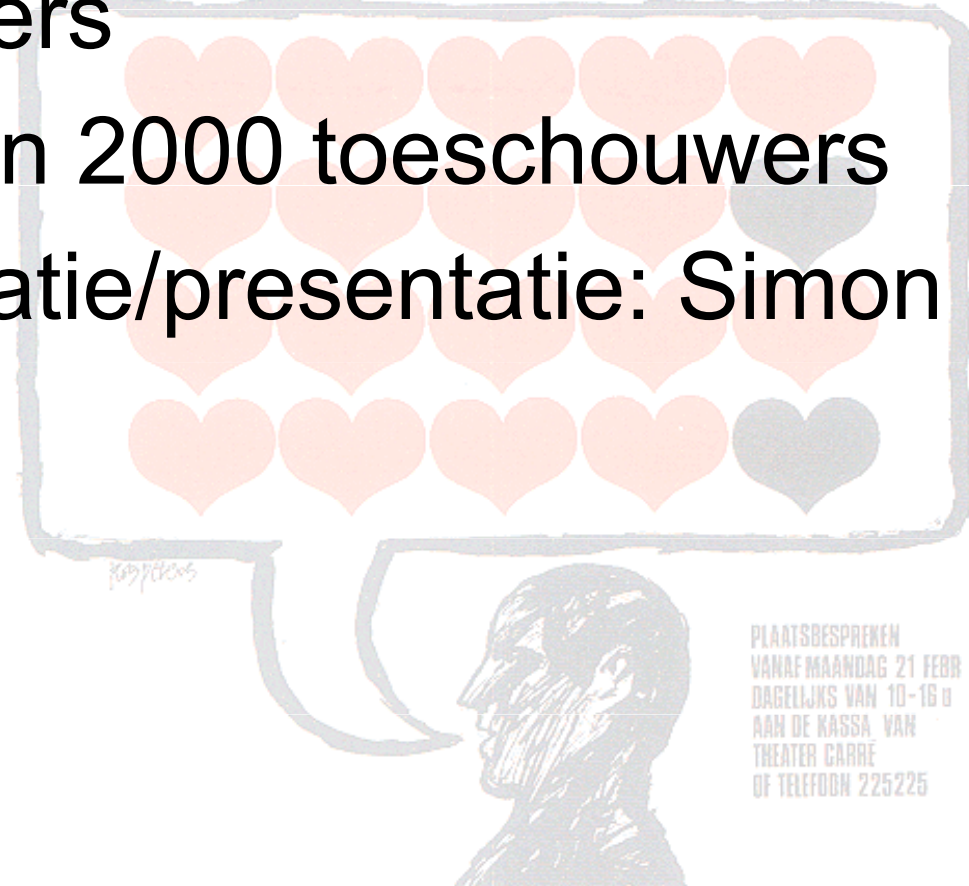 ers
n 2000 toeschouwers
atie/presentatie: Simon
PLAATSBESPREKEN
VANAF MAANDAG 21 FEBR
DAGELIJKS VAN 10-16 u
AAN DE KASSA VAN
THEATER CARRÉ
OF TELEFOON 225225